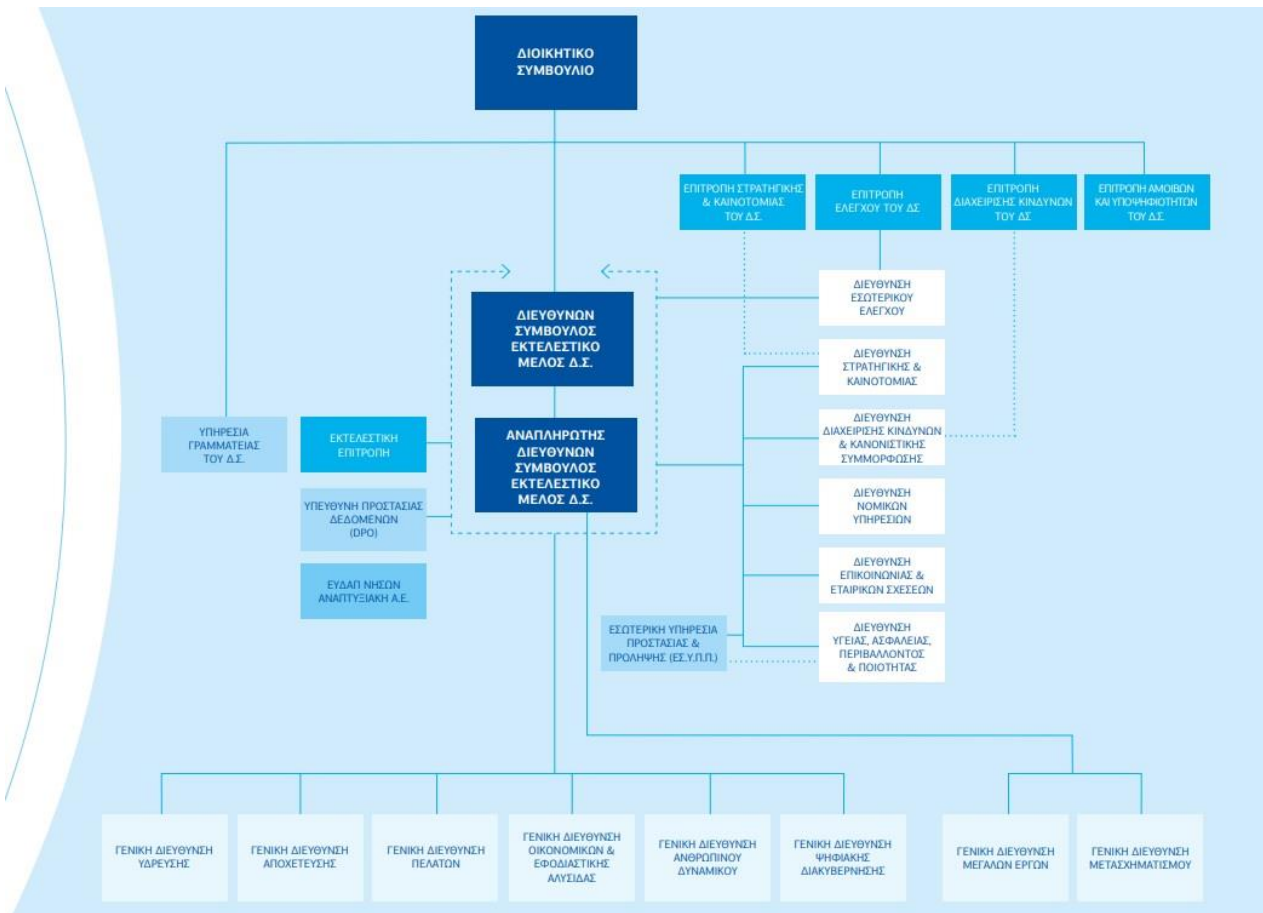 ΔΙΟΙΚΗΤΙΚΟ
ΣΥΜΒΟΥΛΙΟ
ΕΠΙΤΡΟΠΗ ΣΤΡΑΤΗΓΙΚΗΣ
& ΚΑΙΝΟΤΟΜΙΑΣ
ΤΟΥ Δ.Σ.
ΕΠΙΤΡΟΠΗ
ΕΛΕΓΧΟΥ ΤΟΥ ΔΣ
ΕΠΙΤΡΟΠΗ
ΔΙΑΧΕΙΡΙΣΗΣ ΚΙΝΔΥΝΩΝ
ΤΟΥ ΔΣ
ΕΠΙΤΡΟΠΗ ΑΜΟΙΒΩΝ
ΚΑΙ ΥΠΟΨΗΦΙΟΤΗΤΩΝ
ΤΟΥ Δ.Σ.
ΔΙΕΥΘΥΝΣΗ
ΕΣΩΤΕΡΙΚΟΥ
ΕΛΕΓΧΟΥ
ΔΙΕΥΘΥΝΩΝ
ΣΥΜΒΟΥΛΟΣ
ΕΚΤΕΛΕΣΤΙΚΟ
ΜΕΛΟΣ Δ.Σ.
ΔΙΕΥΘΥΝΣΗ
ΣΤΡΑΤΗΓΙΚΗΣ &
ΚΑΙΝΟΤΟΜΙΑΣ
ΥΠΗΡΕΣΙΑ
ΓΡΑΜΜΑΤΕΙΑΣ
ΤΟΥ Δ.Σ.
ΕΚΤΕΛΕΣΤΙΚΗ
ΕΠΙΤΡΟΠΗ
ΑΝΑΠΛΗΡΩΤΗΣ
ΔΙΕΥΘΥΝΩΝ
ΣΥΜΒΟΥΛΟΣ
ΕΚΤΕΛΕΣΤΙΚΟ
ΜΕΛΟΣ Δ.Σ.
ΔΙΕΥΘΥΝΣΗ
ΔΙΑΧΕΙΡΙΣΗΣ ΚΙΝΔΥΝΩΝ
& ΚΑΝΟΝΙΣΤΙΚΗΣ
ΣΥΜΜΟΡΦΩΣΗΣ
ΥΠΕΥΘΥΝΗ ΠΡΟΣΤΑΣΙΑΣ
ΔΕΔΟΜΕΝΩΝ
(DPO)
ΔΙΕΥΘΥΝΣΗ
ΝΟΜΙΚΩΝ
ΥΠΗΡΕΣΙΩΝ
ΕΥΔΑΠ ΝΗΣΩΝ
ΑΝΑΠΤΥΞΙΑΚΗ Α.Ε.
ΔΙΕΥΘΥΝΣΗ
ΕΠΙΚΟΙΝΩΝΙΑΣ &
ΕΤΑΙΡΙΚΩΝ ΣΧΕΣΕΩΝ
ΕΣΩΤΕΡΙΚΗ ΥΠΗΡΕΣΙΑ
ΠΡΟΣΤΑΣΙΑΣ &
ΠΡΟΛΗΨΗΣ (ΕΣ.Υ.Π.Π.)
ΔΙΕΥΘΥΝΣΗ
ΥΓΕΙΑΣ, ΑΣΦΑΛΕΙΑΣ,
ΠΕΡΙΒΑΛΛΟΝΤΟΣ
& ΠΟΙΟΤΗΤΑΣ
ΓΕΝΙΚΗ ΔΙΕΥΘΥΝΣΗ
ΥΔΡΕΥΣΗΣ
ΓΕΝΙΚΗ ΔΙΕΥΘΥΝΣΗ
ΑΠΟΧΕΤΕΥΣΗΣ
ΓΕΝΙΚΗ ΔΙΕΥΘΥΝΣΗ
ΠΕΛΑΤΩΝ
ΓΕΝΙΚΗ ΔΙΕΥΘΥΝΣΗ
ΟΙΚΟΝΟΜΙΚΩΝ &
ΕΦΟΔΙΑΣΤΙΚΗΣ
ΑΛΥΣΙΔΑΣ
ΓΕΝΙΚΗ ΔΙΕΥΘΥΝΣΗ
ΑΝΘΡΩΠΙΝΟΥ
ΔΥΝΑΜΙΚΟΥ
ΓΕΝΙΚΗ ΔΙΕΥΘΥΝΣΗ
ΨΗΦΙΑΚΗΣ
ΔΙΑΚΥΒΕΡΝΗΣΗΣ
ΓΕΝΙΚΗ ΔΙΕΥΘΥΝΣΗ
ΜΕΓΑΛΩΝ ΕΡΓΩΝ
ΓΕΝΙΚΗ ΔΙΕΥΘΥΝΣΗ
ΜΕΤΑΣΧΗΜΑΤΙΣΜΟΥ